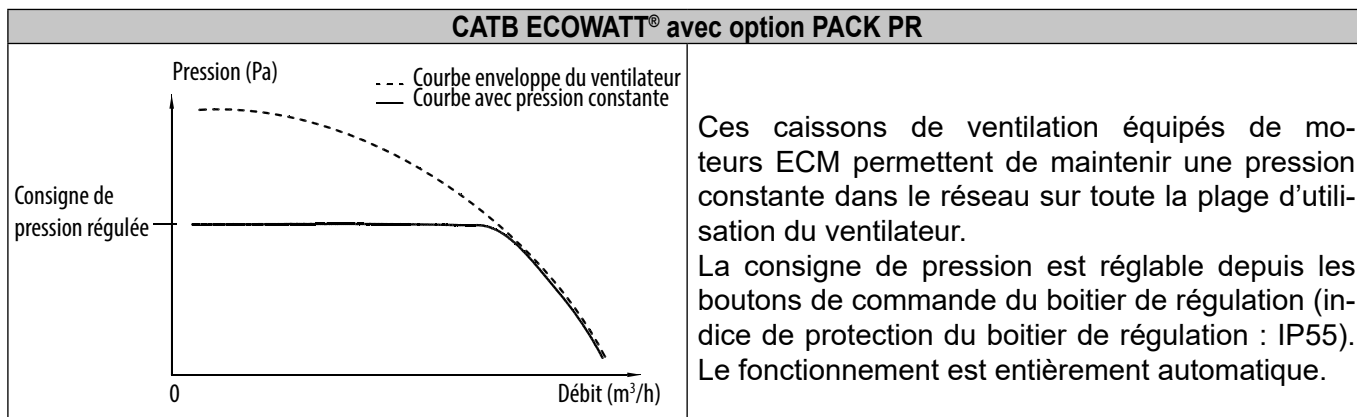 CATB ECOWATT® avec option PACK PR
Pression (Pa)
Courbe enveloppe du ventilateur
Courbe avec pression constante
Consigne de
pression régulée
0
Débit (m³/h)
Ces caissons de ventilation équipés de mo-
teurs ECM permettent de maintenir une pression
constante dans le réseau sur toute la plage d'utili-
sation du ventilateur.
La consigne de pression est réglable depuis les
boutons de commande du boitier de régulation (in-
dice de protection du boitier de régulation : IP55).
Le fonctionnement est entièrement automatique.